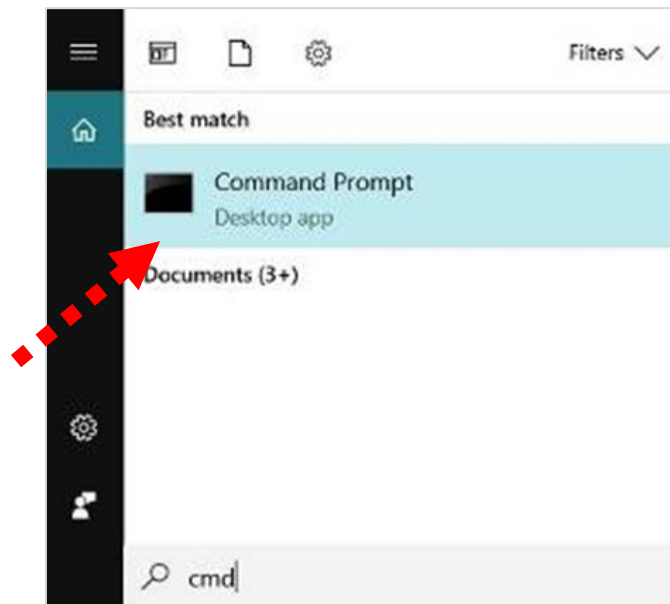 Filters
Best match
Command Prompt
Desktop app
Documents (3+)
cmd